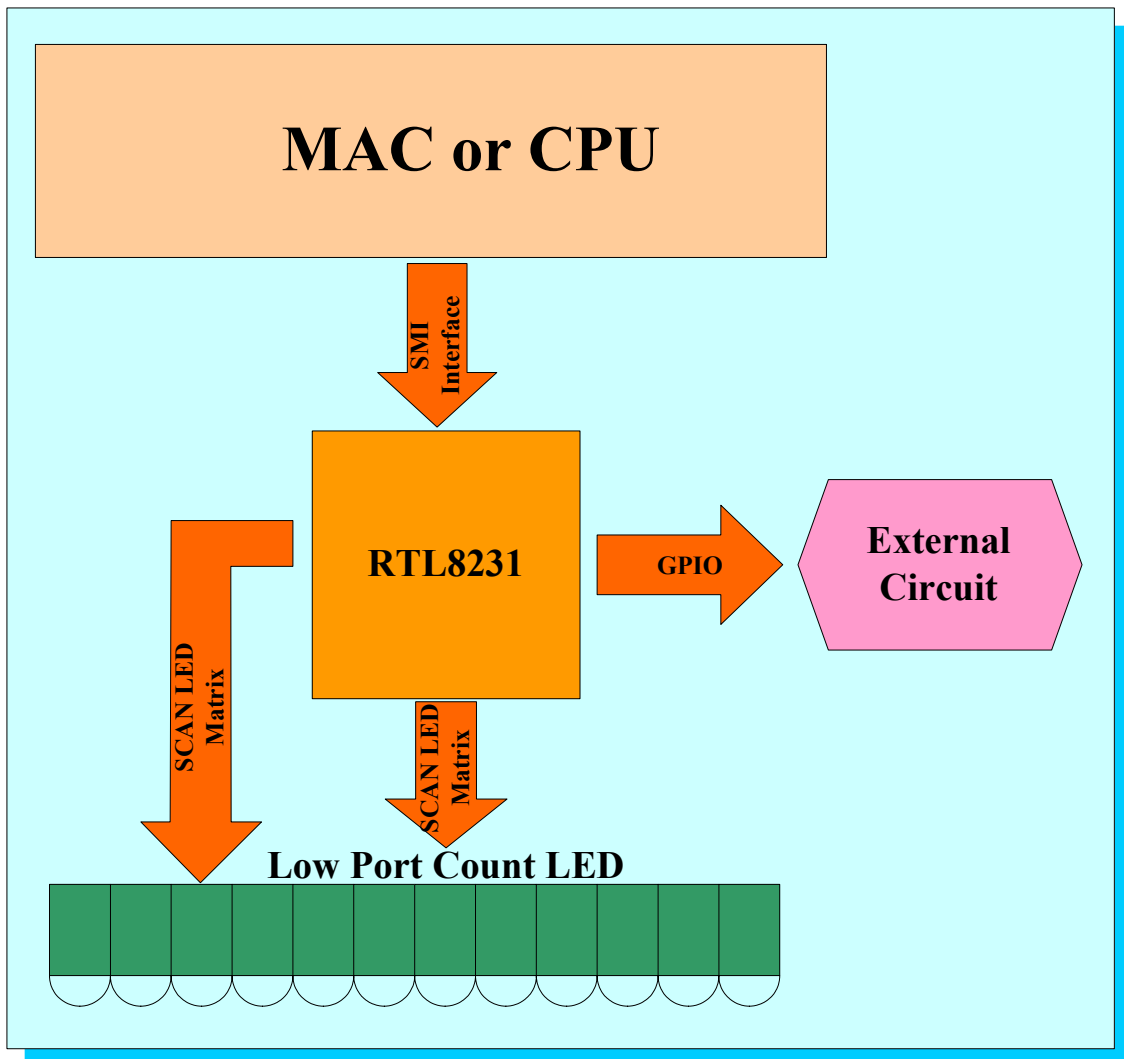 MAC or CPU
SMI
Interface
RTL8231
GPIO
External
Circuit
SCAN LED
Matrix
SCAN LED
Matrix
Low Port Count LED